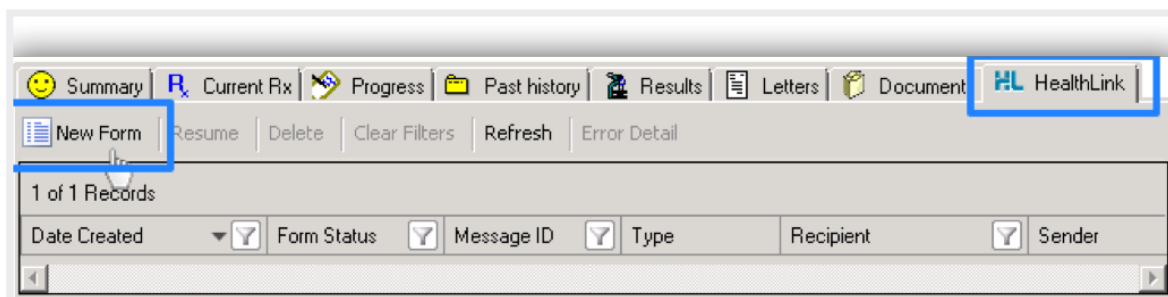 Summary Rx Current Rx Progress Past history Results Letters Document HL HealthLink
New Form Resume Delete Clear Filters Refresh Error Detail
1 of 1 Records
Date Created Form Status Message ID Type Recipient Sender